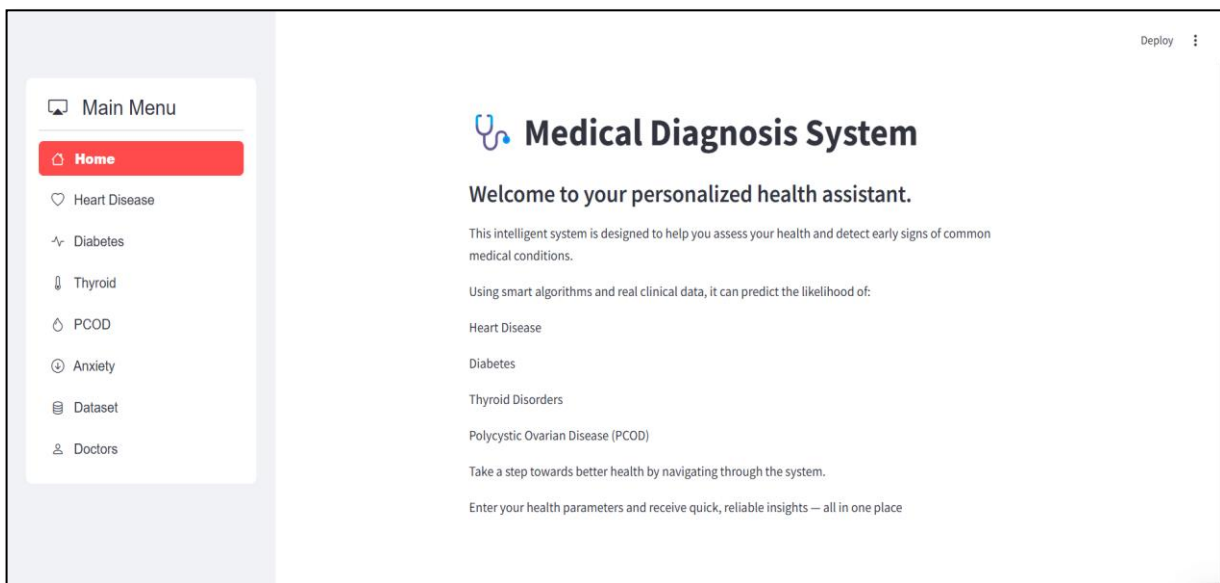 Deploy
Main Menu
Home
Heart Disease
Diabetes
Thyroid
PCOD
Anxiety
Dataset
Doctors
Medical Diagnosis System
Welcome to your personalized health assistant.
This intelligent system is designed to help you assess your health and detect early signs of common
medical conditions.
Using smart algorithms and real clinical data, it can predict the likelihood of:
Heart Disease
Diabetes
Thyroid Disorders
Polycystic Ovarian Disease (PCOD)
Take a step towards better health by navigating through the system.
Enter your health parameters and receive quick, reliable insights — all in one place